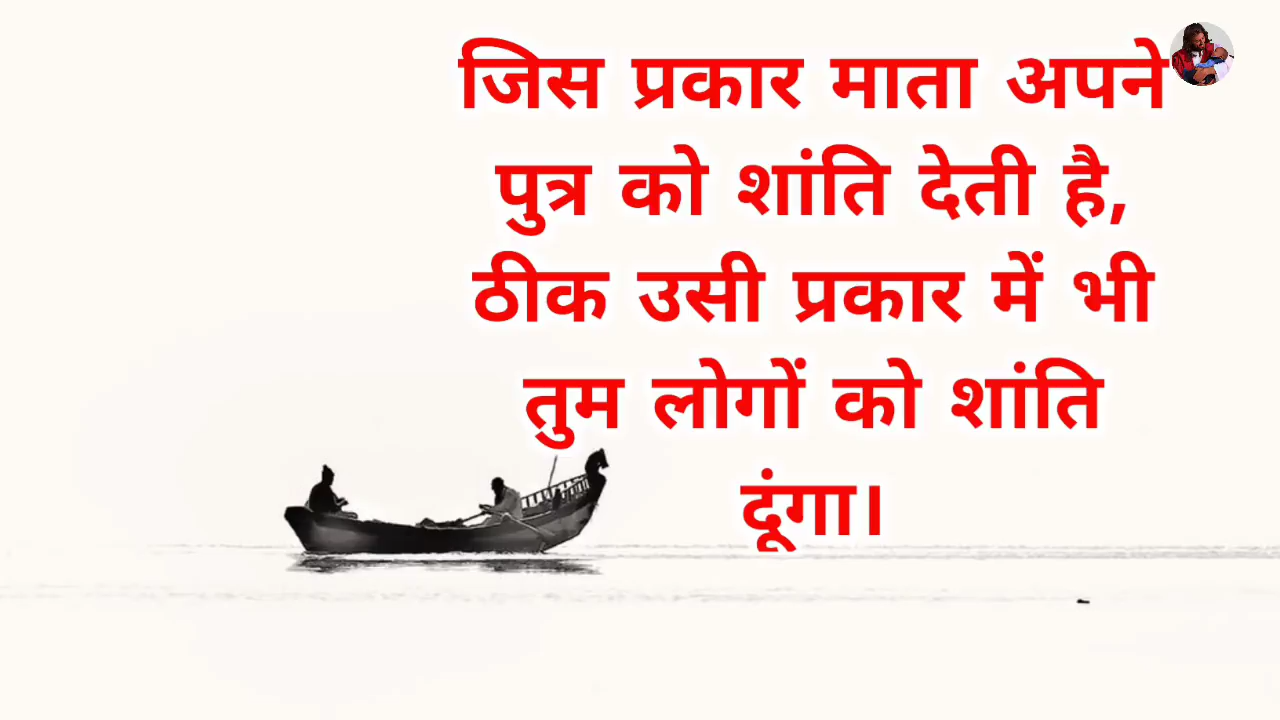 जिस प्रकार माता अपने
पुत्र को शांति देती है,
ठीक उसी प्रकार में भी
तुम लोगों को शांति
दूंगा।